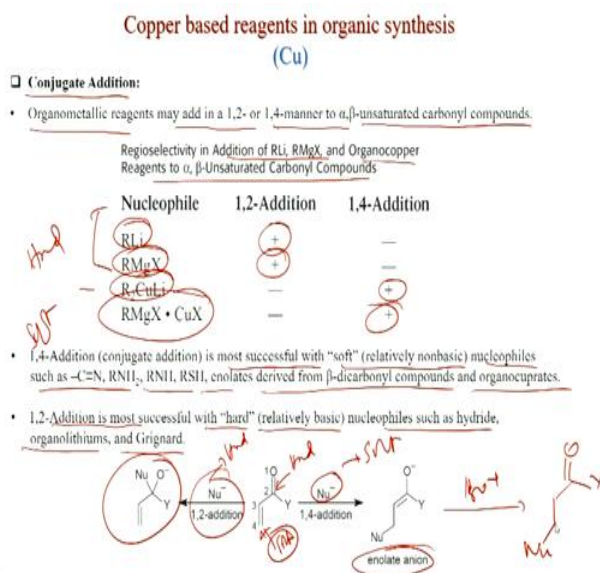 Copper based reagents in organic synthesis
(Cu)
❑ Conjugate Addition:
• Organometallic reagents may add in a 1,2- or 1,4-manner to α,β-unsaturated carbonyl compounds.
Regioselectivity in Addition of RLi, RMgX, and Organocopper
Reagents to α, β-Unsaturated Carbonyl Compounds
Nucleophile 1,2-Addition 1,4-Addition
RLi + –
RMgX + –
R₂CuLi – +
RMgX • CuX – +
Hard
Soft
• 1,4-Addition (conjugate addition) is most successful with “soft” (relatively nonbasic) nucleophiles
such as –C≡N, RNH₂, RNH, RSH, enolates derived from β-dicarbonyl compounds and organocuprates.
• 1,2-Addition is most successful with “hard” (relatively basic) nucleophiles such as hydride,
organolithiums, and Grignard.
Hard Hard Soft
Nu O⁻ Y
Nu⁻
1,2-addition
1O 2 3 4 Y
Nu⁻
1,4-addition
O⁻ Y Nu
enolate anion
O Y Nu